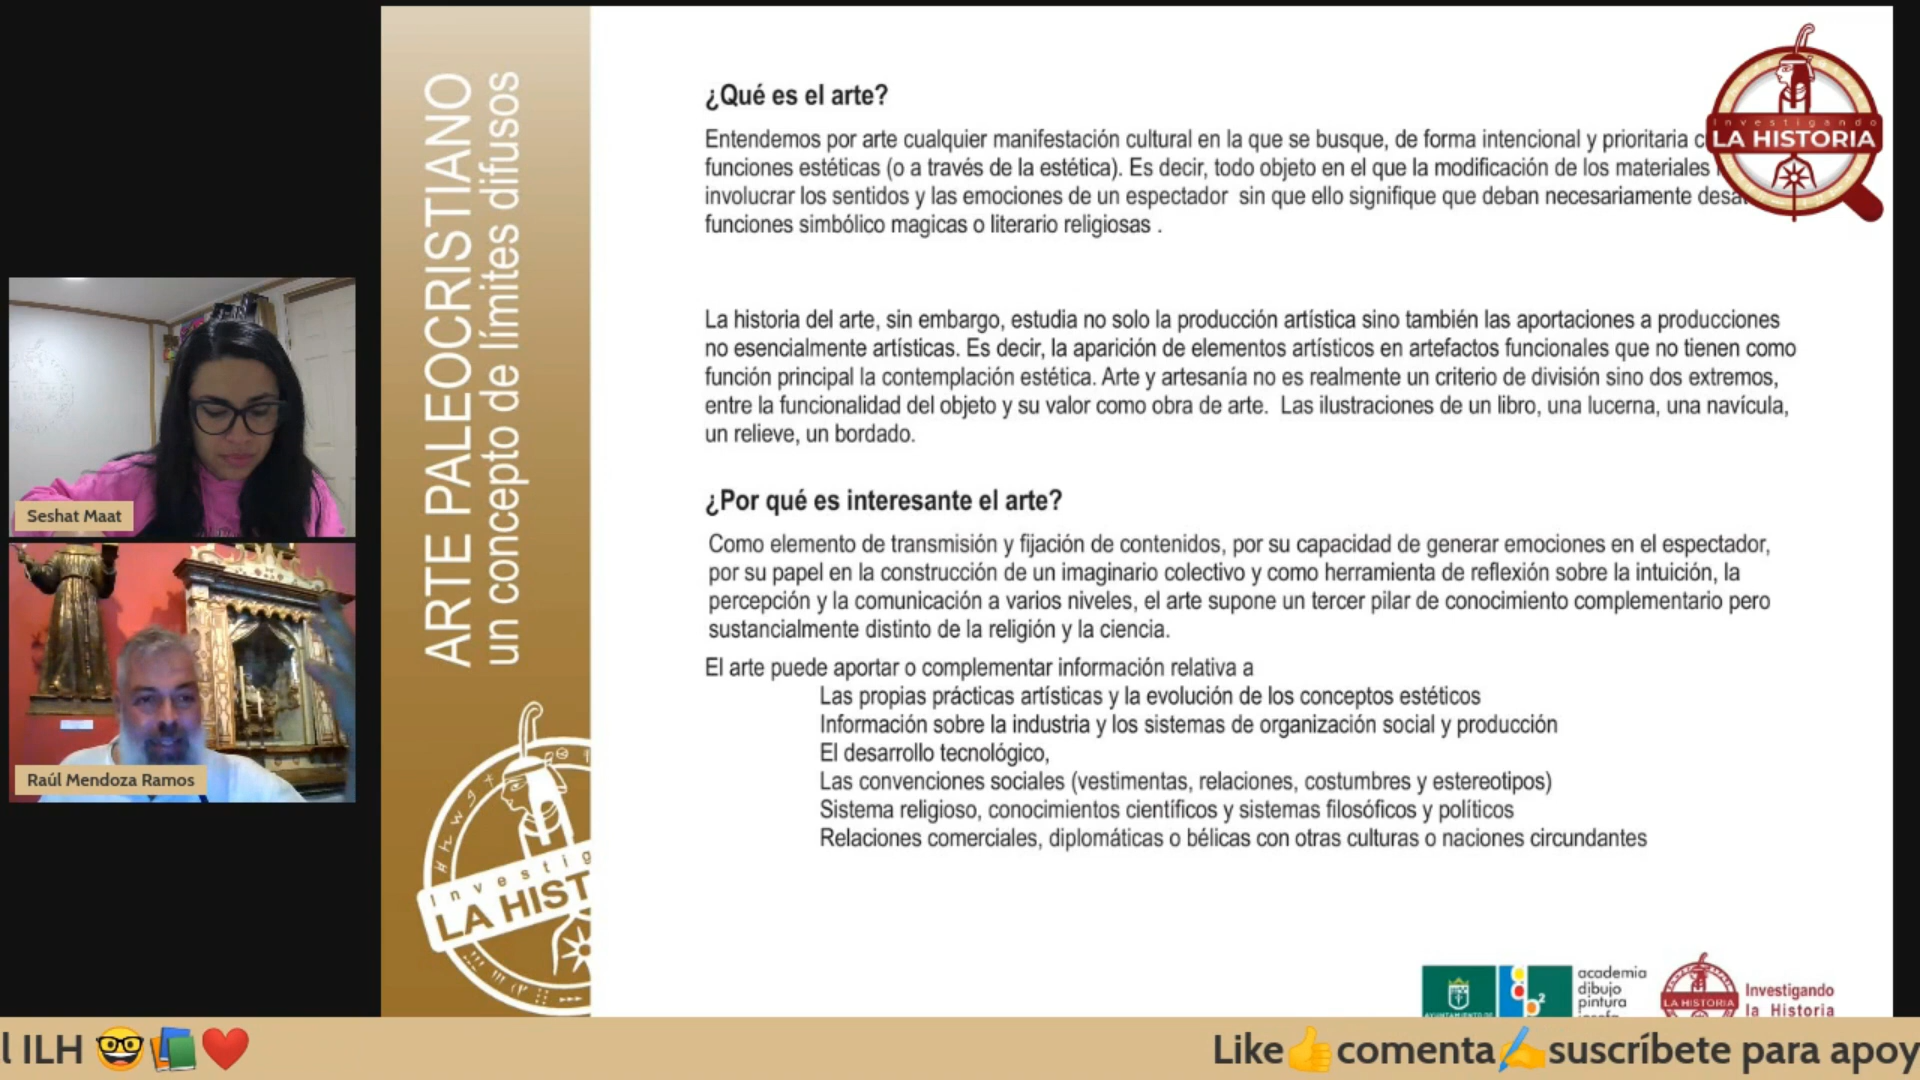 ARTE PALEOCRISTIANO
un concepto de límites difusos
¿Qué es el arte?
Entendemos por arte cualquier manifestación cultural en la que se busque, de forma intencional y prioritaria
funciones estéticas (o a través de la estética). Es decir, todo objeto en el que la modificación de los materiales
involucrar los sentidos y las emociones de un espectador sin que ello signifique que deban necesariamente
funciones simbólico magicas o literario religiosas .
Investigando
LA HISTORIA
La historia del arte, sin embargo, estudia no solo la producción artística sino también las aportaciones a producciones
no esencialmente artísticas. Es decir, la aparición de elementos artísticos en artefactos funcionales que no tienen como
función principal la contemplación estética. Arte y artesanía no es realmente un criterio de división sino dos extremos,
entre la funcionalidad del objeto y su valor como obra de arte. Las ilustraciones de un libro, una lucerna, una navícula,
un relieve, un bordado.
¿Por qué es interesante el arte?
Como elemento de transmisión y fijación de contenidos, por su capacidad de generar emociones en el espectador,
por su papel en la construcción de un imaginario colectivo y como herramienta de reflexión sobre la intuición, la
percepción y la comunicación a varios niveles, el arte supone un tercer pilar de conocimiento complementario pero
sustancialmente distinto de la religión y la ciencia.
El arte puede aportar o complementar información relativa a
Las propias prácticas artísticas y la evolución de los conceptos estéticos
Información sobre la industria y los sistemas de organización social y producción
El desarrollo tecnológico,
Las convenciones sociales (vestimentas, relaciones, costumbres y estereotipos)
Sistema religioso, conocimientos científicos y sistemas filosóficos y políticos
Relaciones comerciales, diplomáticas o bélicas con otras culturas o naciones circundantes
Seshat Maat
Raúl Mendoza Ramos
Investig
LA HIST
academia
dibujo
pintura
LA HISTORIA
Investigando
la Historia
l ILH 🤓📚❤️
Like👍comenta✍️suscríbete para apoy